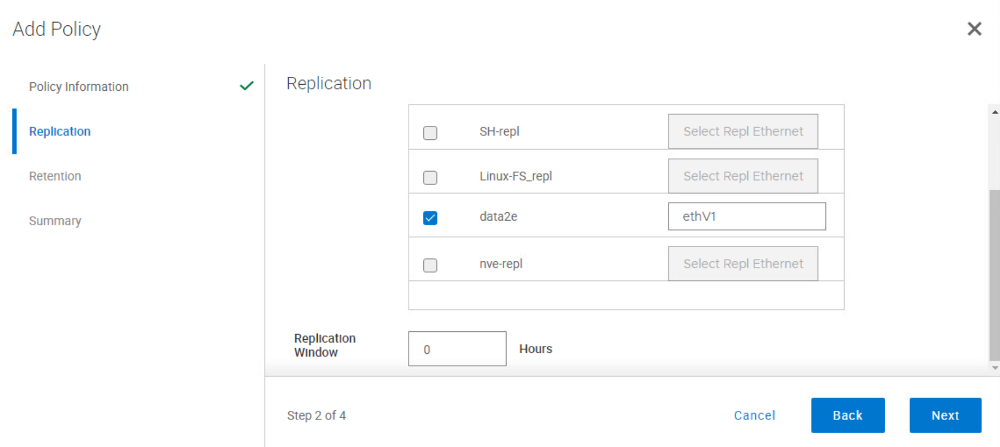 Add Policy
Policy Information
Replication
Retention
Summary
Replication
SH-repl Select Repl Ethernet
Linux-FS_repl Select Repl Ethernet
data2e ethV1
nve-repl Select Repl Ethernet
Replication
Window
0 Hours
Step 2 of 4
Cancel Back Next